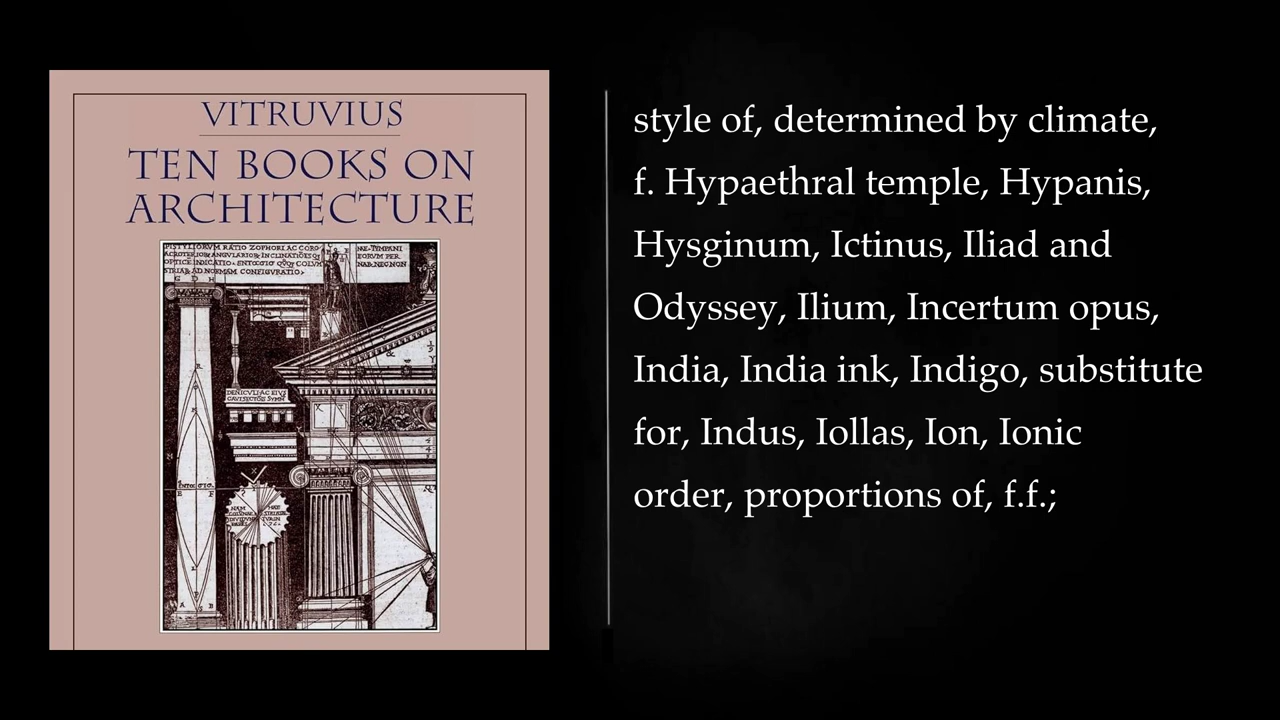 VITRUVIUS
TEN BOOKS ON
ARCHITECTURE
style of, determined by climate,
f. Hypaethral temple, Hypanis,
Hysginum, Ictinus, Iliad and
Odyssey, Ilium, Incertum opus,
India, India ink, Indigo, substitute
for, Indus, Iollas, Ion, Ionic
order, proportions of, f.f.;